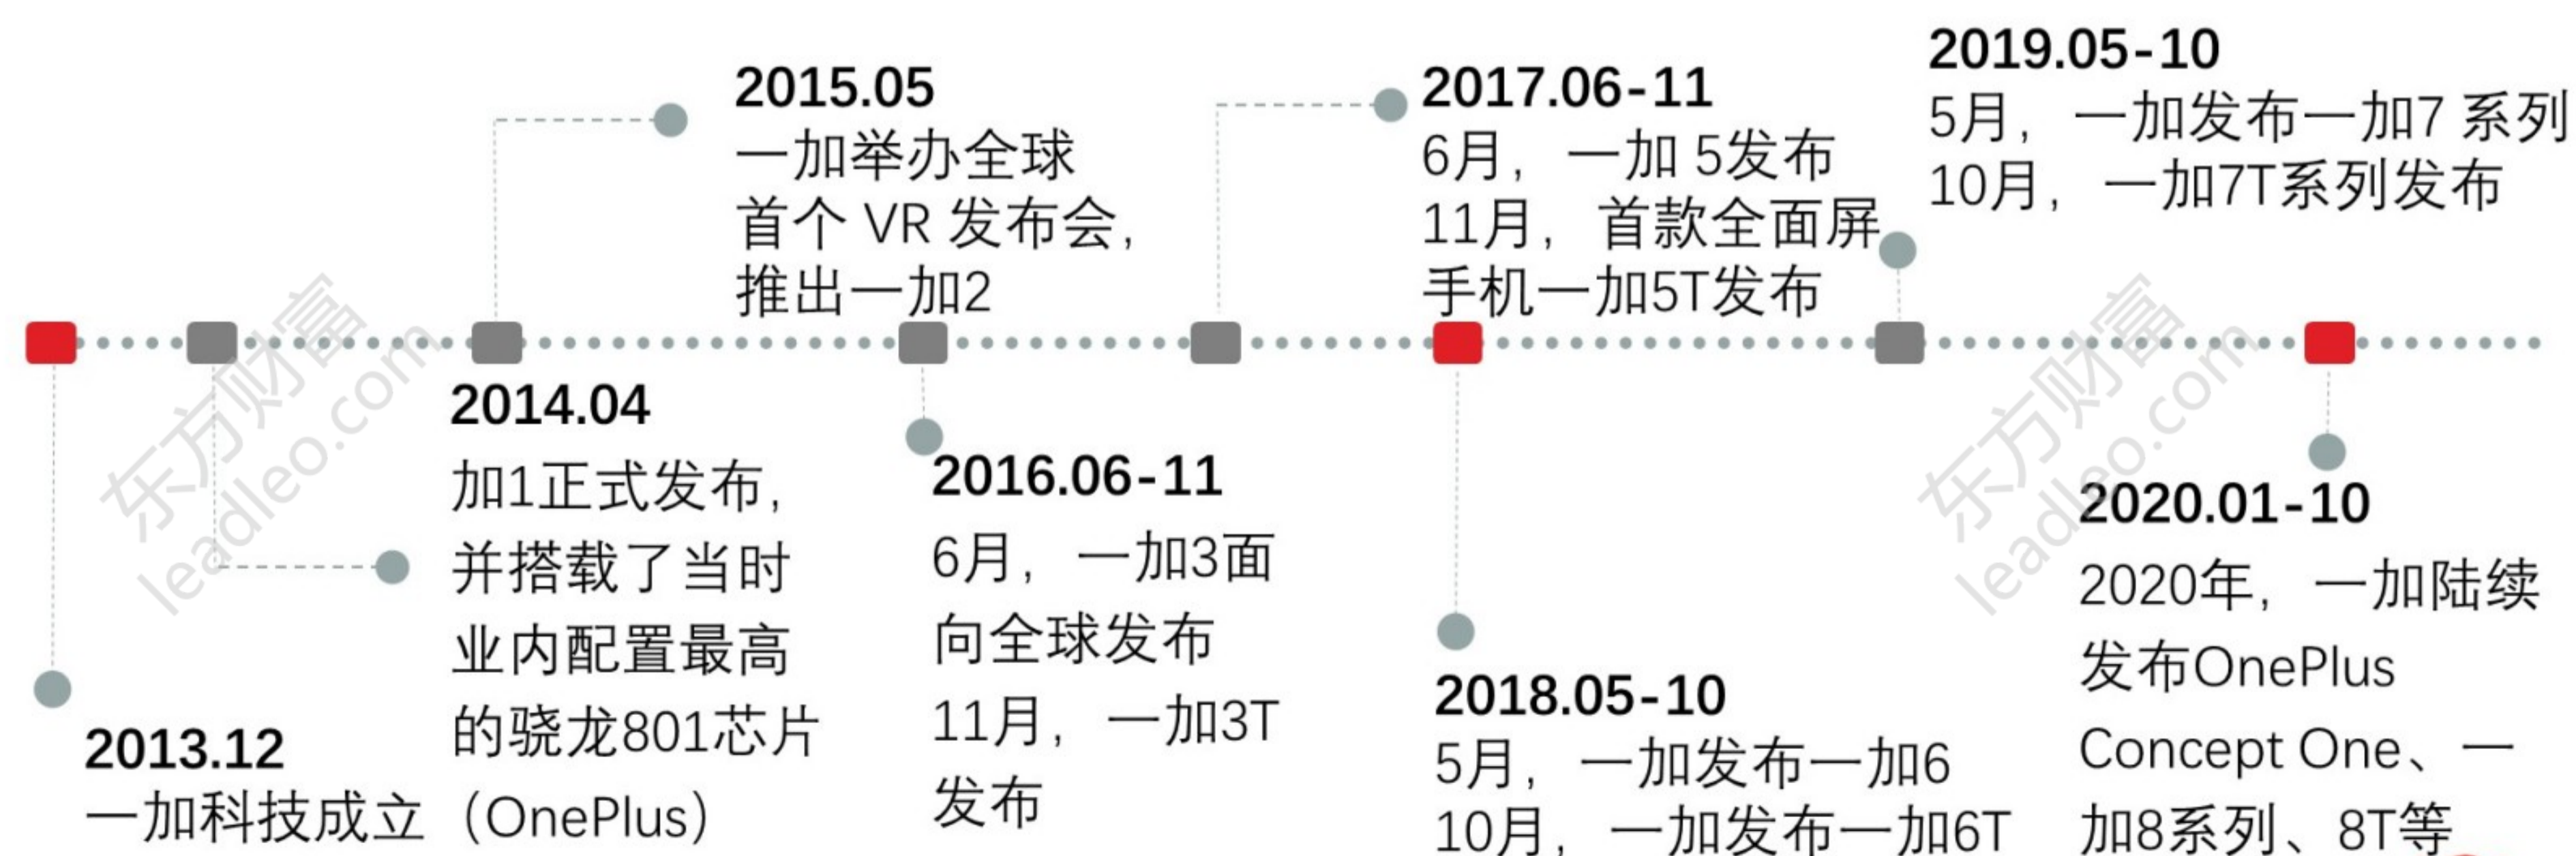 2013.12
一加科技成立（OnePlus）
2014.04
加1正式发布，
并搭载了当时
业内配置最高
的骁龙801芯片
2015.05
一加举办全球
首个 VR 发布会，
推出一加2
2016.06-11
6月，一加3面
向全球发布
11月，一加3T
发布
2017.06-11
6月，一加 5发布
11月，首款全面屏
手机一加5T发布
2018.05-10
5月，一加发布一加6
10月，一加发布一加6T
2019.05-10
5月，一加发布一加7 系列
10月，一加7T系列发布
2020.01-10
2020年，一加陆续
发布OnePlus
Concept One、一
加8系列、8T等
东方财富
leadleo.com
东方财富
leadleo.com